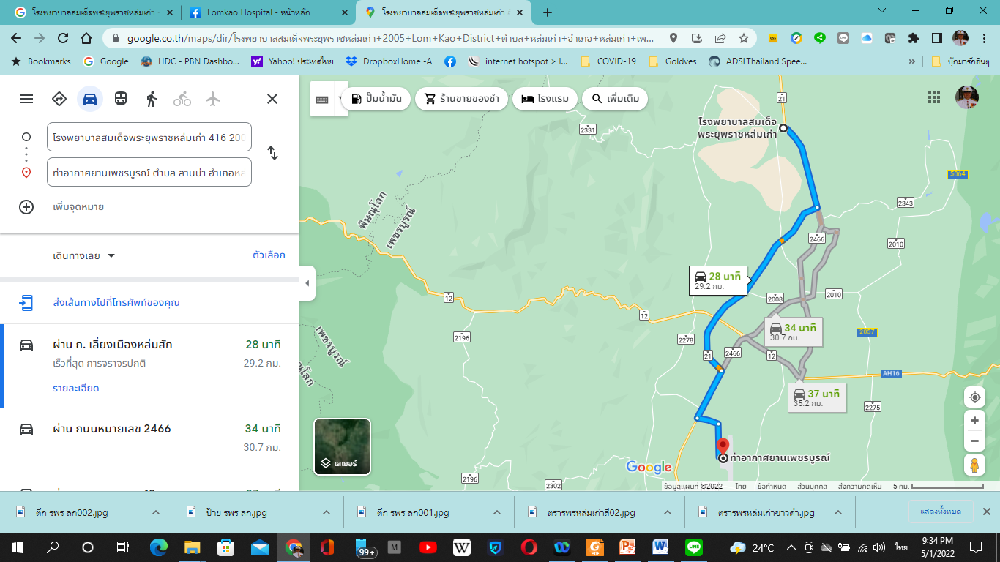 โรงพยาบาลสมเด็จพระยุพราชหล่มเก่า -
Lomkao Hospital - หน้าหลัก
โรงพยาบาลสมเด็จพระยุพราชหล่มเก่า
google.co.th/maps/dir/โรงพยาบาลสมเด็จพระยุพราชหล่มเก่า+2005+Lom+Kao+District+ตำบล+หล่มเก่า+อำเภอ+หล่มเก่า+เพ...
Bookmarks
Google
HDC - PBN Dashbo...
Yahoo! ประเทศไทย
DropboxHome -A
internet hotspot > l...
COVID-19
Goldves
ADSLThailand Spee...
»
บุ๊กมาร์กอื่นๆ
โรงพยาบาลสมเด็จพระยุพราชหล่มเก่า 416 200
ท่าอากาศยานเพชรบูรณ์ ตำบล ลานบ่า อำเภอหล
เพิ่มจุดหมาย
เดินทางเลย
ตัวเลือก
ส่งเส้นทางไปที่โทรศัพท์ของคุณ
ผ่าน ถ. เลี่ยงเมืองหล่มสัก
28 นาที
เร็วที่สุด การจราจรปกติ
29.2 กม.
รายละเอียด
ผ่าน ถนนหมายเลข 2466
34 นาที
30.7 กม.
ปั๊มน้ำมัน
ร้านขายของชำ
โรงแรม
เพิ่มเติม
21
โรงพยาบาลสมเด็จ
พระยุพราชหล่มเก่า
2331
5064
พิษณุโลก
เพชรบูรณ์
2343
2466
2010
28 นาที
29.2 กม.
12
2008
2010
12
34 นาที
30.7 กม.
2196
2278
2057
เพชรบูรณ์
21
2466
12
AH16
37 นาที
35.2 กม.
2275
เลเยอร์
Google
ท่าอากาศยานเพชรบูรณ์
2196
2302
ข้อมูลแผนที่ ©2022
ไทย
ข้อกำหนด
ส่วนบุคคล
ส่งความคิดเห็น
5 กม.
ตึก รพร ลก002.jpg
ป้าย รพร ลก.jpg
ตึก รพร ลก001.jpg
ตรารพรหล่มเก่าสี02.jpg
ตรารพรหล่มเก่าขาวดำ.jpg
แสดงทั้งหมด
99+
24°C
ไทย
9:34 PM
5/1/2022